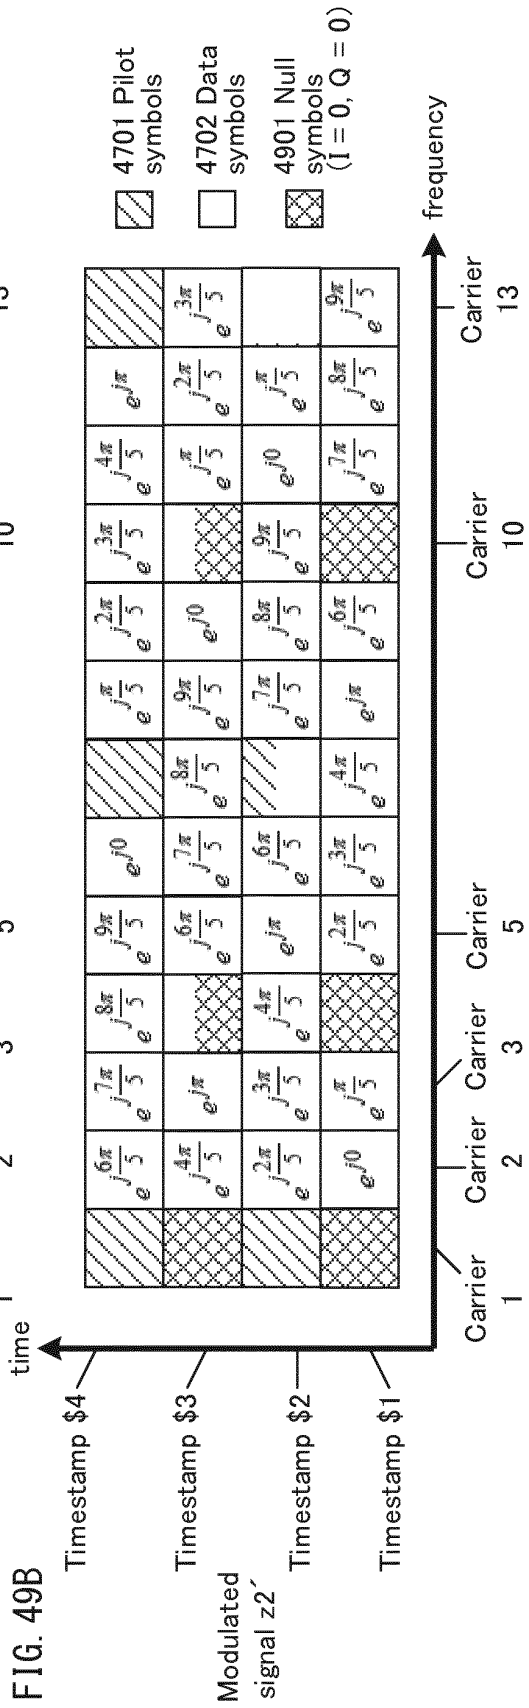 FIG. 49B
time
Timestamp $4
e^{j6π/5} e^{j7π/5} e^{j8π/5} e^{j9π/5} e^{j0} e^{jπ/5} e^{j2π/5} e^{j3π/5} e^{j4π/5} e^{jπ}
Timestamp $3
e^{j4π/5} e^{jπ} e^{j6π/5} e^{j7π/5} e^{j8π/5} e^{j9π/5} e^{j0} e^{jπ/5} e^{j2π/5} e^{j3π/5}
Modulated
signal z2´
Timestamp $2
e^{j2π/5} e^{j3π/5} e^{j4π/5} e^{jπ} e^{j6π/5} e^{j7π/5} e^{j8π/5} e^{j9π/5} e^{j0} e^{jπ/5}
Timestamp $1
e^{j0} e^{jπ/5} e^{j2π/5} e^{j3π/5} e^{j4π/5} e^{jπ} e^{j6π/5} e^{j7π/5} e^{j8π/5} e^{j9π/5}
4701 Pilot
symbols
4702 Data
symbols
4901 Null
symbols
(I = 0, Q = 0)
frequency
Carrier Carrier Carrier Carrier Carrier Carrier
1 2 3 5 10 13